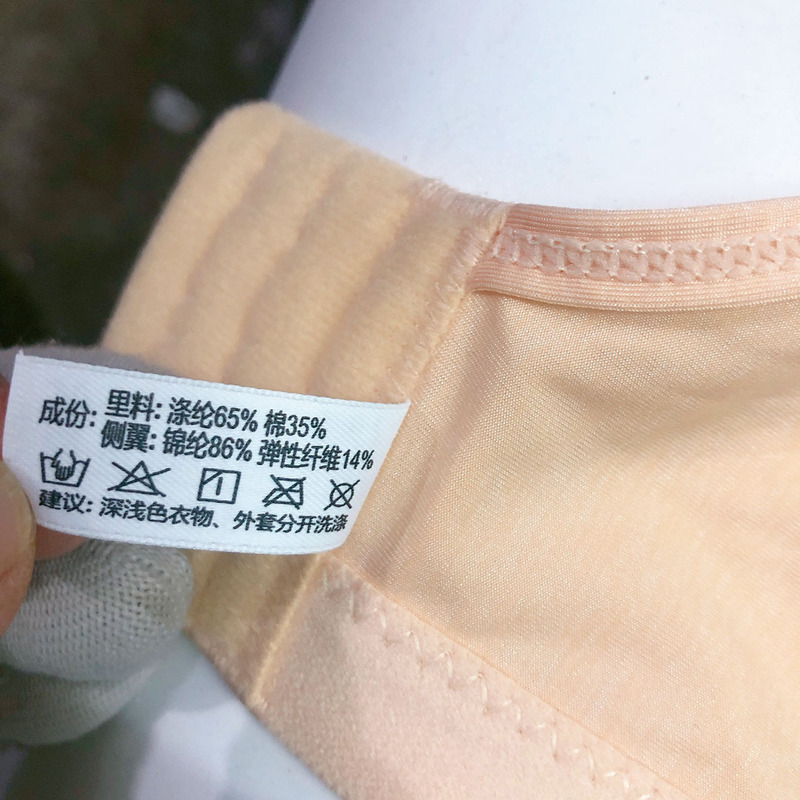 成份: 里料: 涤纶65% 棉35%
侧翼: 锦纶86% 弹性纤维14%
建议: 深浅色衣物、外套分开洗涤